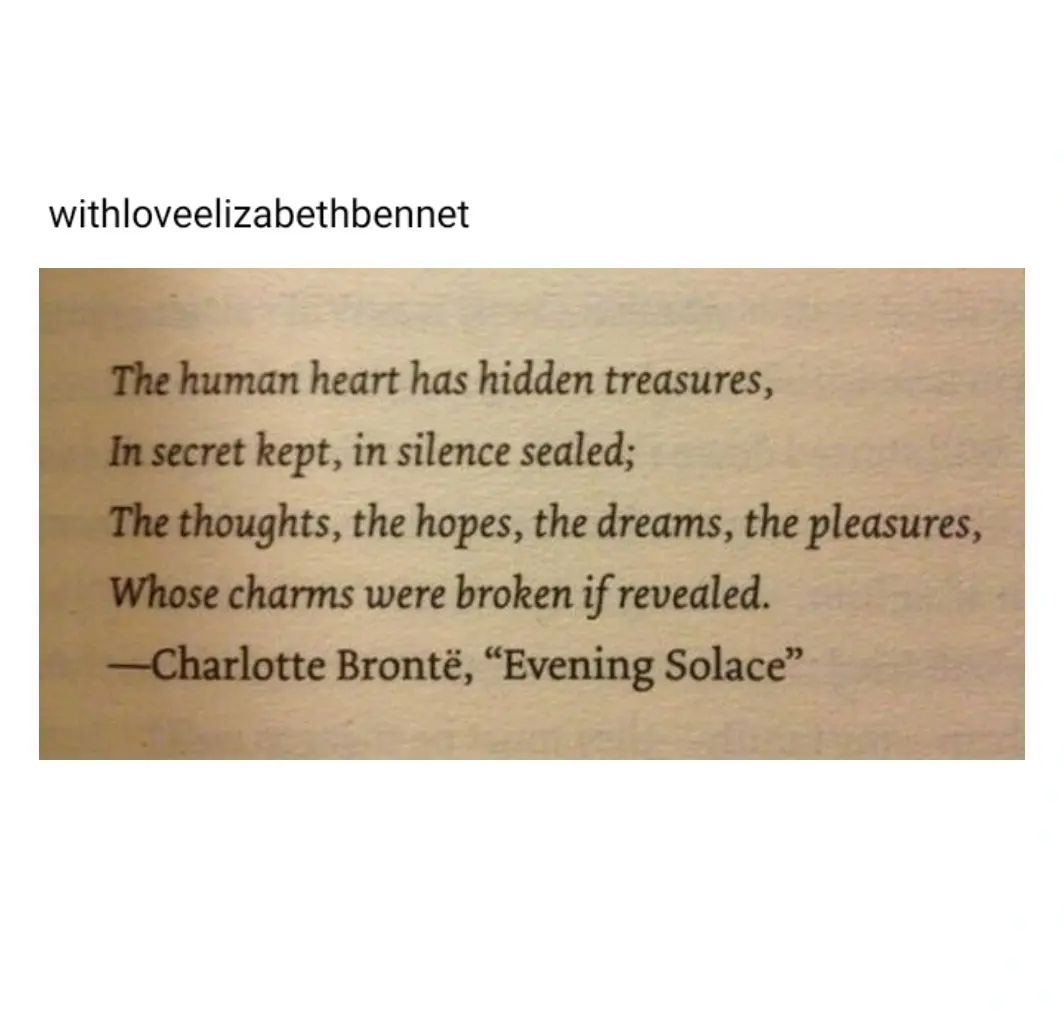 withloveelizabethbennet
The human heart has hidden treasures,
In secret kept, in silence sealed;
The thoughts, the hopes, the dreams, the pleasures,
Whose charms were broken if revealed.
—Charlotte Brontë, “Evening Solace”